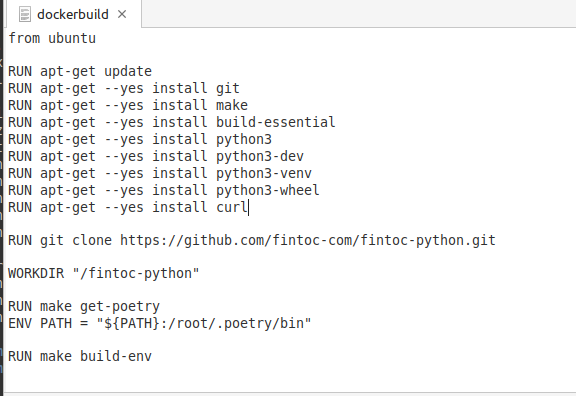 dockerbuild ×
from ubuntu
RUN apt-get update
RUN apt-get --yes install git
RUN apt-get --yes install make
RUN apt-get --yes install build-essential
RUN apt-get --yes install python3
RUN apt-get --yes install python3-dev
RUN apt-get --yes install python3-venv
RUN apt-get --yes install python3-wheel
RUN apt-get --yes install curl
RUN git clone https://github.com/fintoc-com/fintoc-python.git
WORKDIR "/fintoc-python"
RUN make get-poetry
ENV PATH = "${PATH}:/root/.poetry/bin"
RUN make build-env